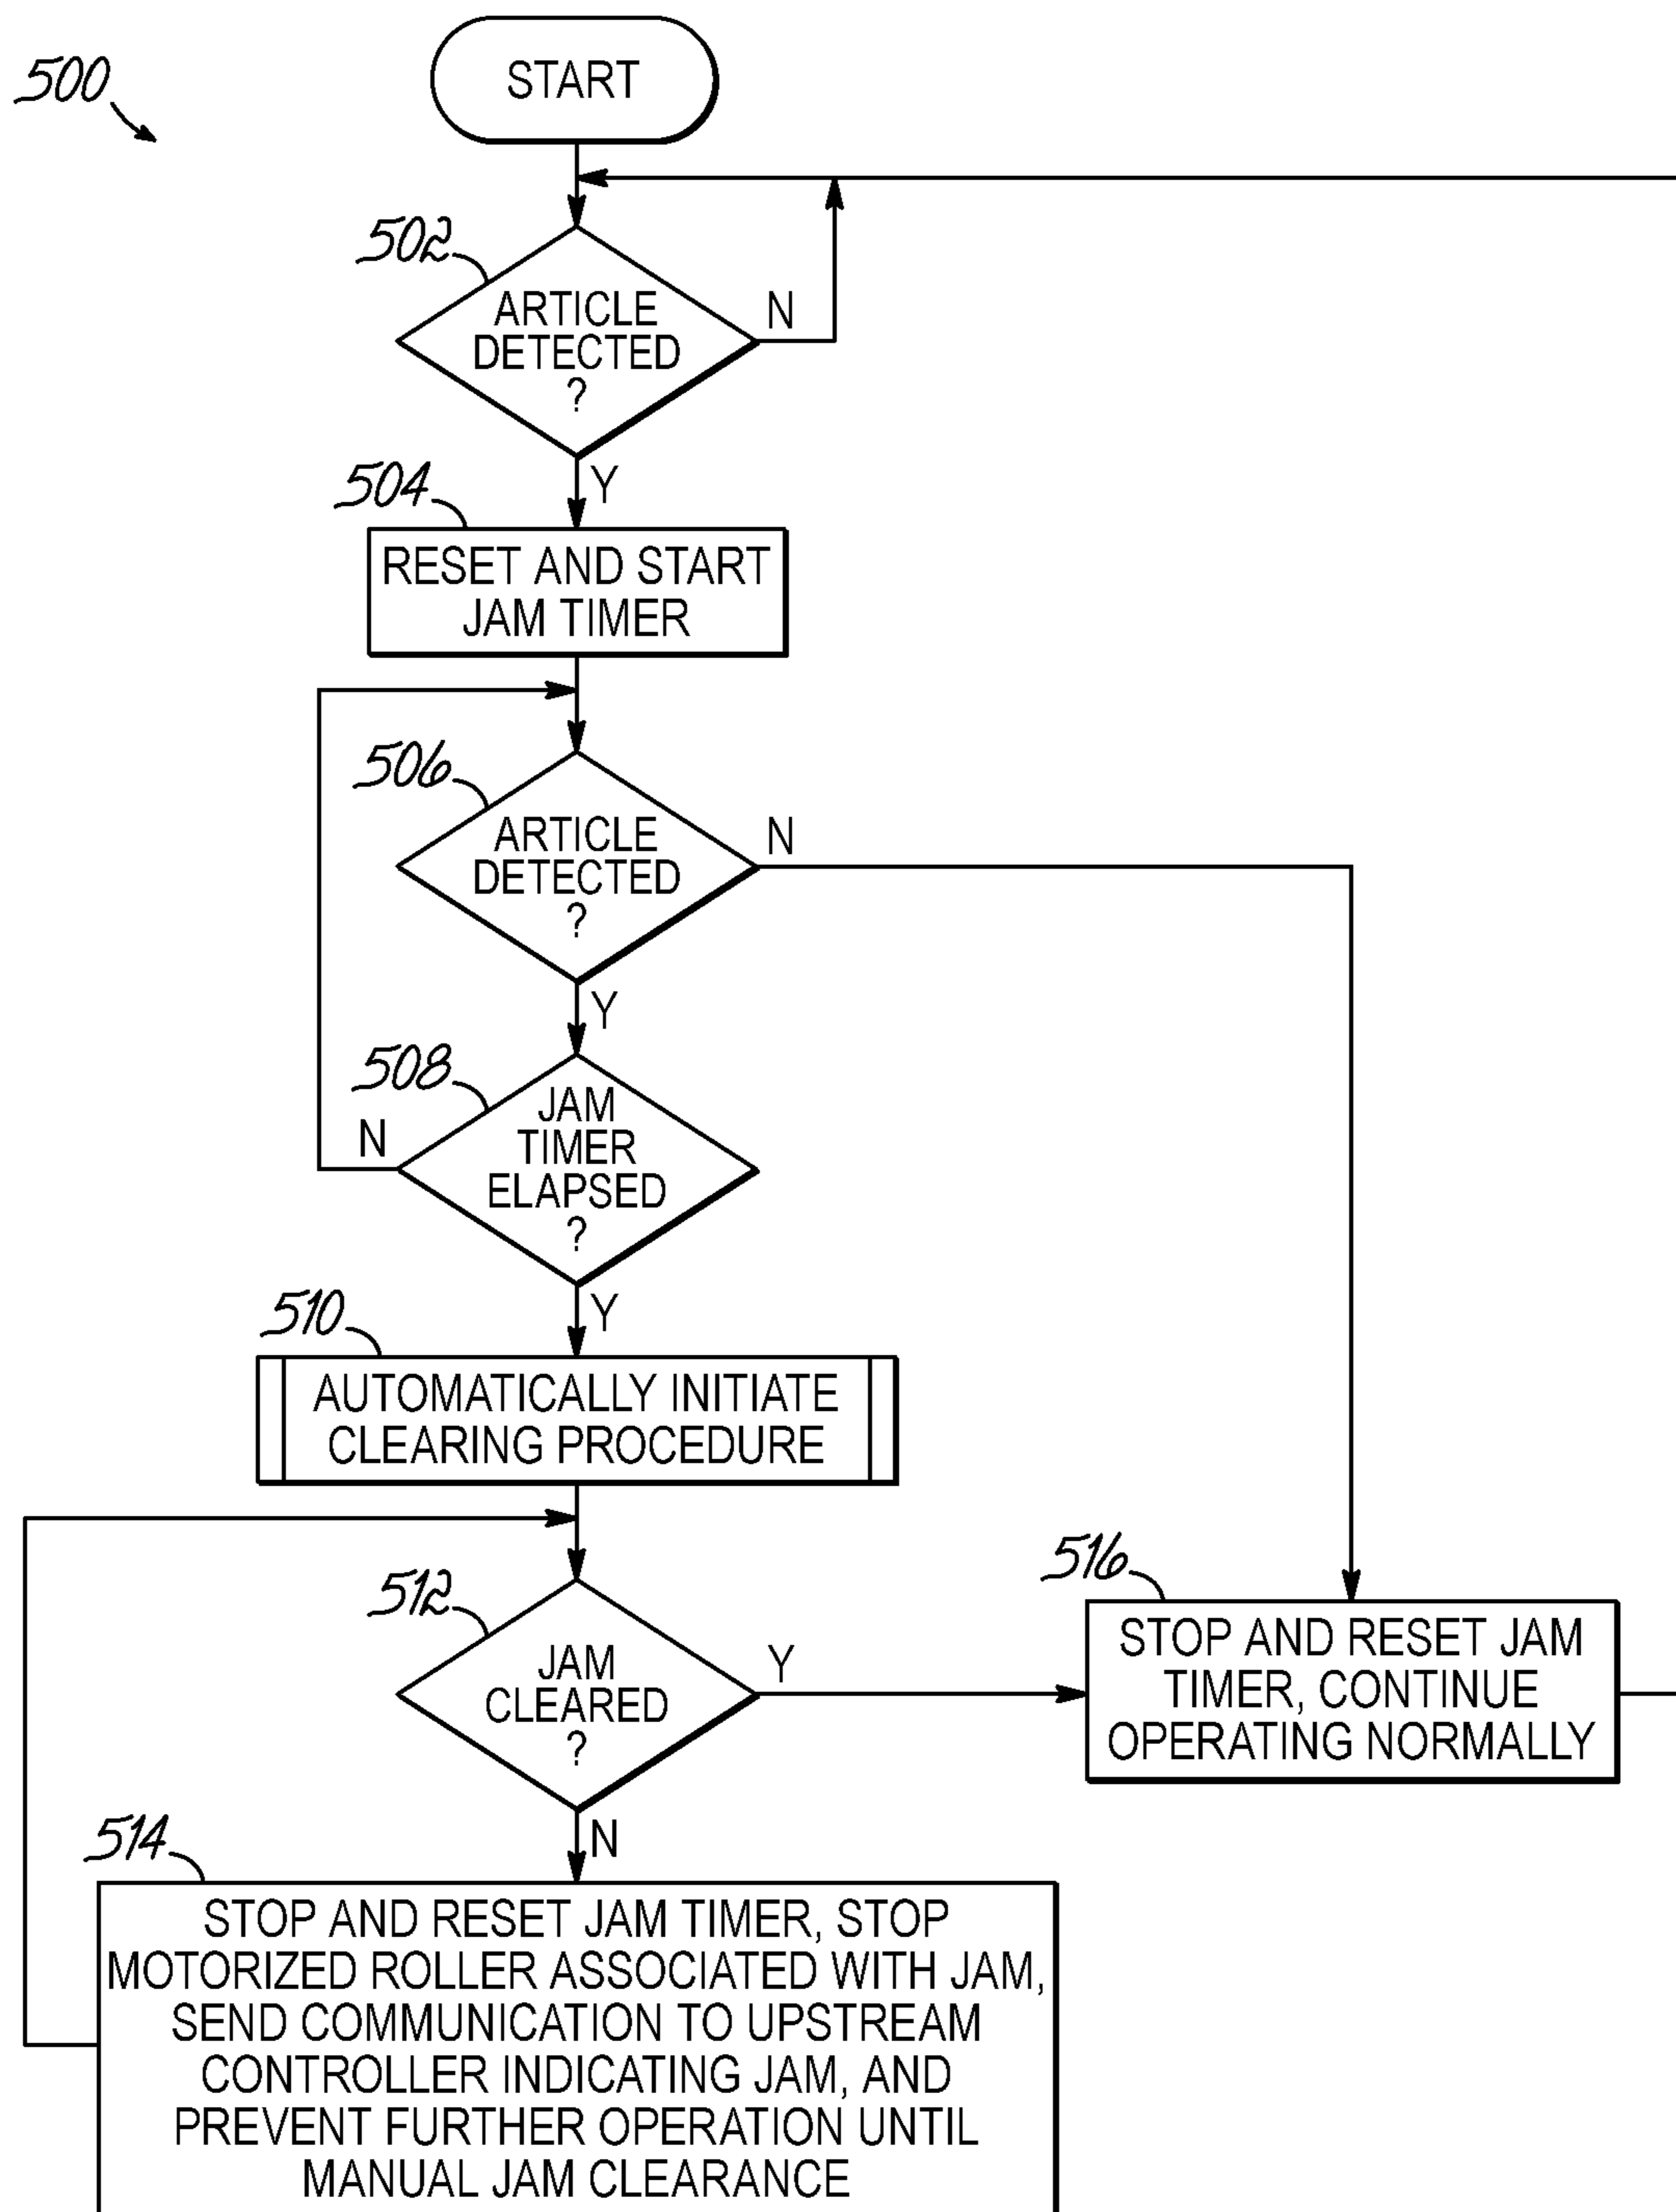 500
START
502
ARTICLE
DETECTED
?
N
Y
504
RESET AND START
JAM TIMER
506
ARTICLE
DETECTED
?
N
Y
508
JAM
TIMER
ELAPSED
?
N
Y
510
AUTOMATICALLY INITIATE
CLEARING PROCEDURE
512
JAM
CLEARED
?
Y
N
516
STOP AND RESET JAM
TIMER, CONTINUE
OPERATING NORMALLY
514
STOP AND RESET JAM TIMER, STOP
MOTORIZED ROLLER ASSOCIATED WITH JAM,
SEND COMMUNICATION TO UPSTREAM
CONTROLLER INDICATING JAM, AND
PREVENT FURTHER OPERATION UNTIL
MANUAL JAM CLEARANCE